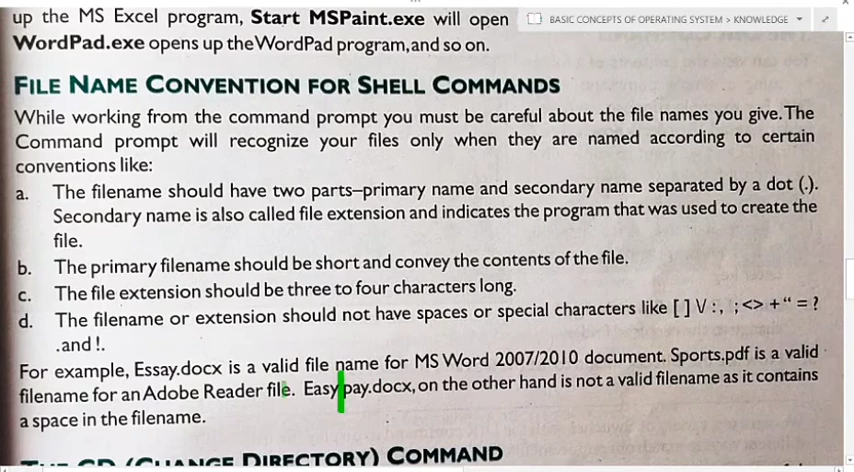 up the MS Excel program, Start MSPaint.exe will open
BASIC CONCEPTS OF OPERATING SYSTEM > KNOWLEDGE
WordPad.exe opens up the WordPad program, and so on.
FILE NAME CONVENTION FOR SHELL COMMANDS
While working from the command prompt you must be careful about the file names you give. The
Command prompt will recognize your files only when they are named according to certain
conventions like:
a. The filename should have two parts–primary name and secondary name separated by a dot (.).
Secondary name is also called file extension and indicates the program that was used to create the
file.
b. The primary filename should be short and convey the contents of the file.
c. The file extension should be three to four characters long.
d. The filename or extension should not have spaces or special characters like [ ] \/ :, ; <> + “ = ?
.and !.
For example, Essay.docx is a valid file name for MS Word 2007/2010 document. Sports.pdf is a valid
filename for an Adobe Reader file. Easy pay.docx, on the other hand is not a valid filename as it contains
a space in the filename.
THE CD (CHANGE DIRECTORY) COMMAND